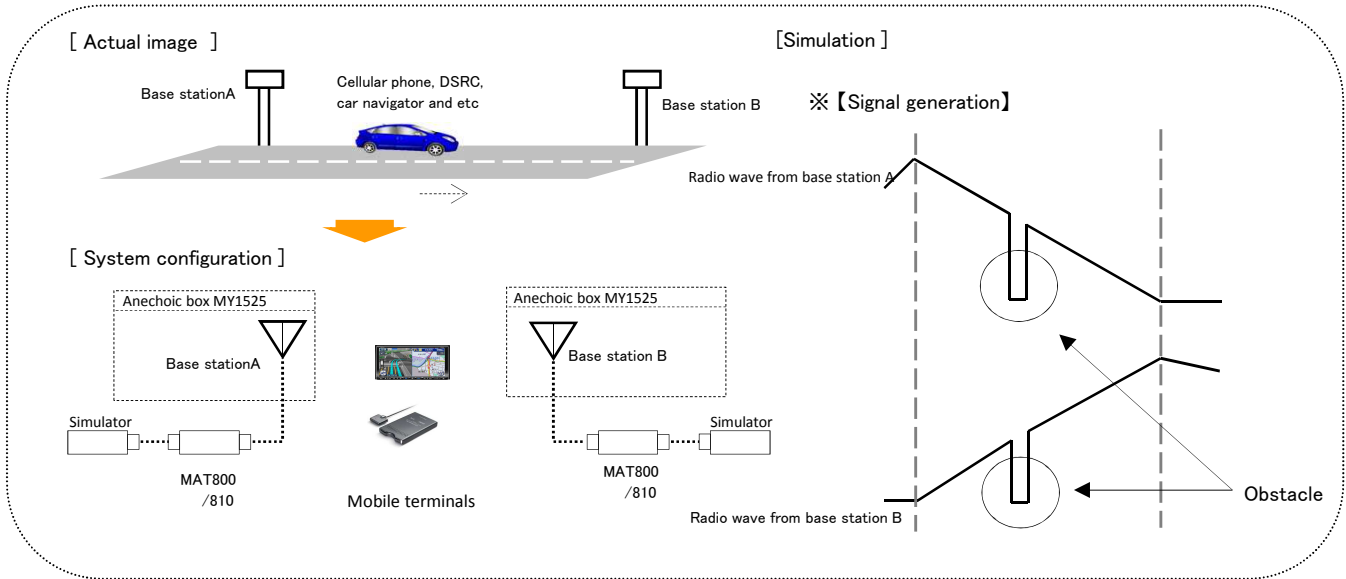 [ Actual image ]
Base stationA
Cellular phone, DSRC,
car navigator and etc
Base station B
[ System configuration ]
Anechoic box MY1525
Base stationA
Simulator
MAT800
/810
Mobile terminals
Anechoic box MY1525
Base station B
Simulator
MAT800
/810
[Simulation ]
※【Signal generation】
Radio wave from base station A
Radio wave from base station B
Obstacle